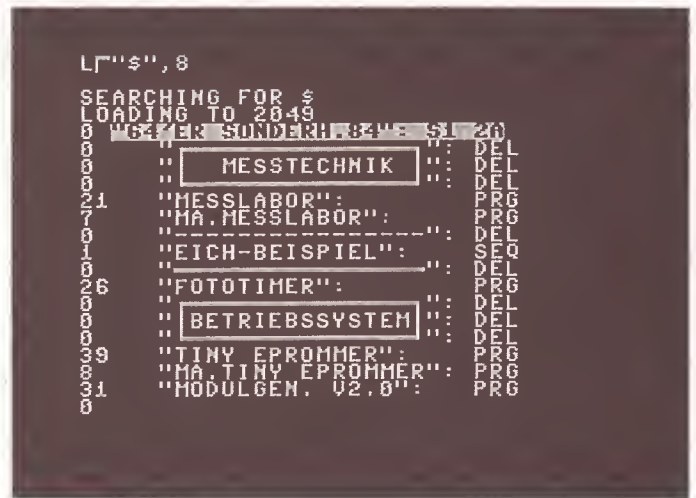 L┌"$",8
SEARCHING FOR $
LOADING TO 2049
0 "64'ER SONDERH.84": S1 2A
0 " ": DEL
0 " MESSTECHNIK ": DEL
0 " ": DEL
21 "MESSLABOR": PRG
7 "MA.MESSLABOR": PRG
0 "----------------": DEL
1 "EICH-BEISPIEL": SEQ
0 "________________": DEL
26 "FOTOTIMER": PRG
0 " ": DEL
0 " BETRIEBSSYSTEM ": DEL
0 " ": DEL
39 "TINY EPROMMER": PRG
8 "MA.TINY EPROMMER": PRG
31 "MODULGEN. V2.0": PRG
0